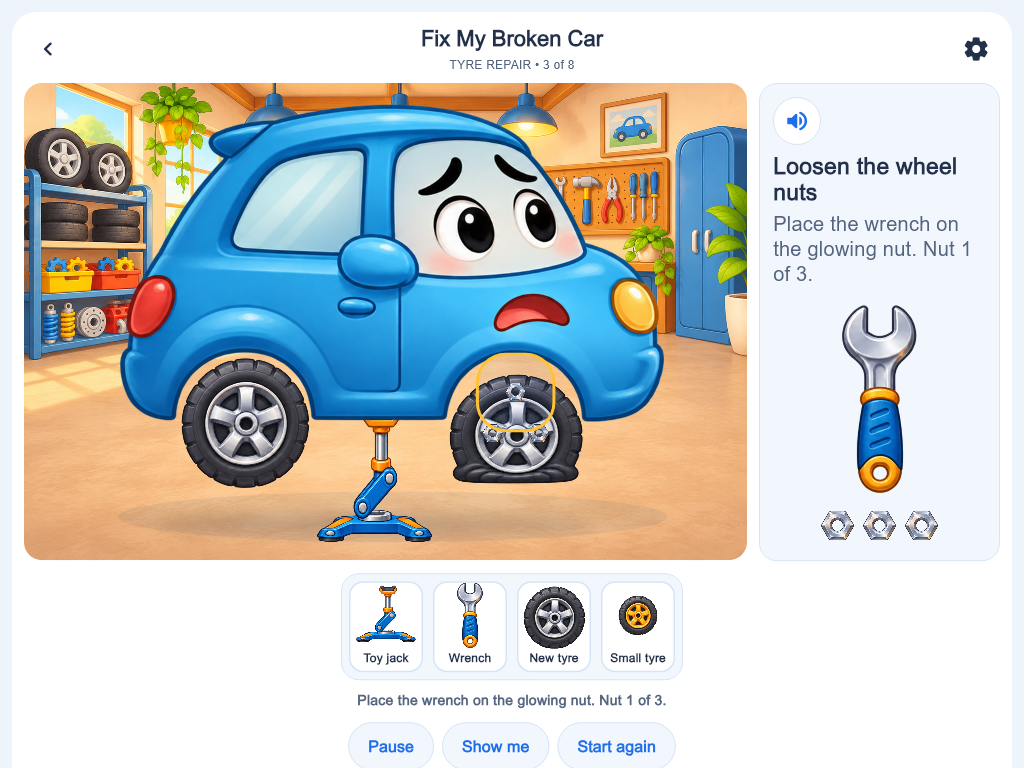 Fix My Broken Car
TYRE REPAIR • 3 of 8
Loosen the wheel
nuts
Place the wrench on
the glowing nut. Nut 1
of 3.
Toy jack
Wrench
New tyre
Small tyre
Place the wrench on the glowing nut. Nut 1 of 3.
Pause
Show me
Start again